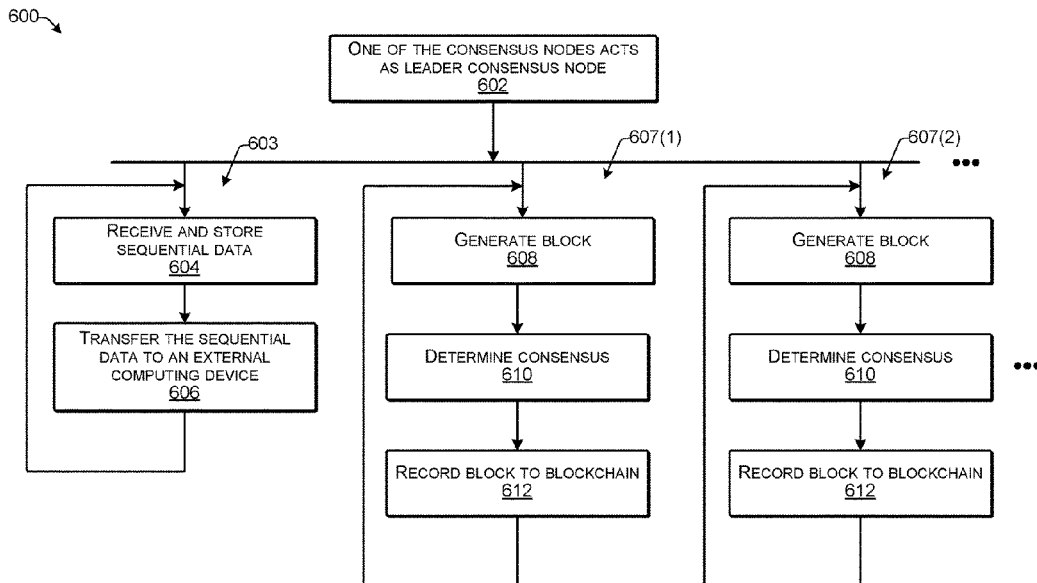 600
ONE OF THE CONSENSUS NODES ACTS
AS LEADER CONSENSUS NODE
602
603
607(1)
607(2)
•••
RECEIVE AND STORE
SEQUENTIAL DATA
604
GENERATE BLOCK
608
GENERATE BLOCK
608
TRANSFER THE SEQUENTIAL
DATA TO AN EXTERNAL
COMPUTING DEVICE
606
DETERMINE CONSENSUS
610
DETERMINE CONSENSUS
610
•••
RECORD BLOCK TO BLOCKCHAIN
612
RECORD BLOCK TO BLOCKCHAIN
612